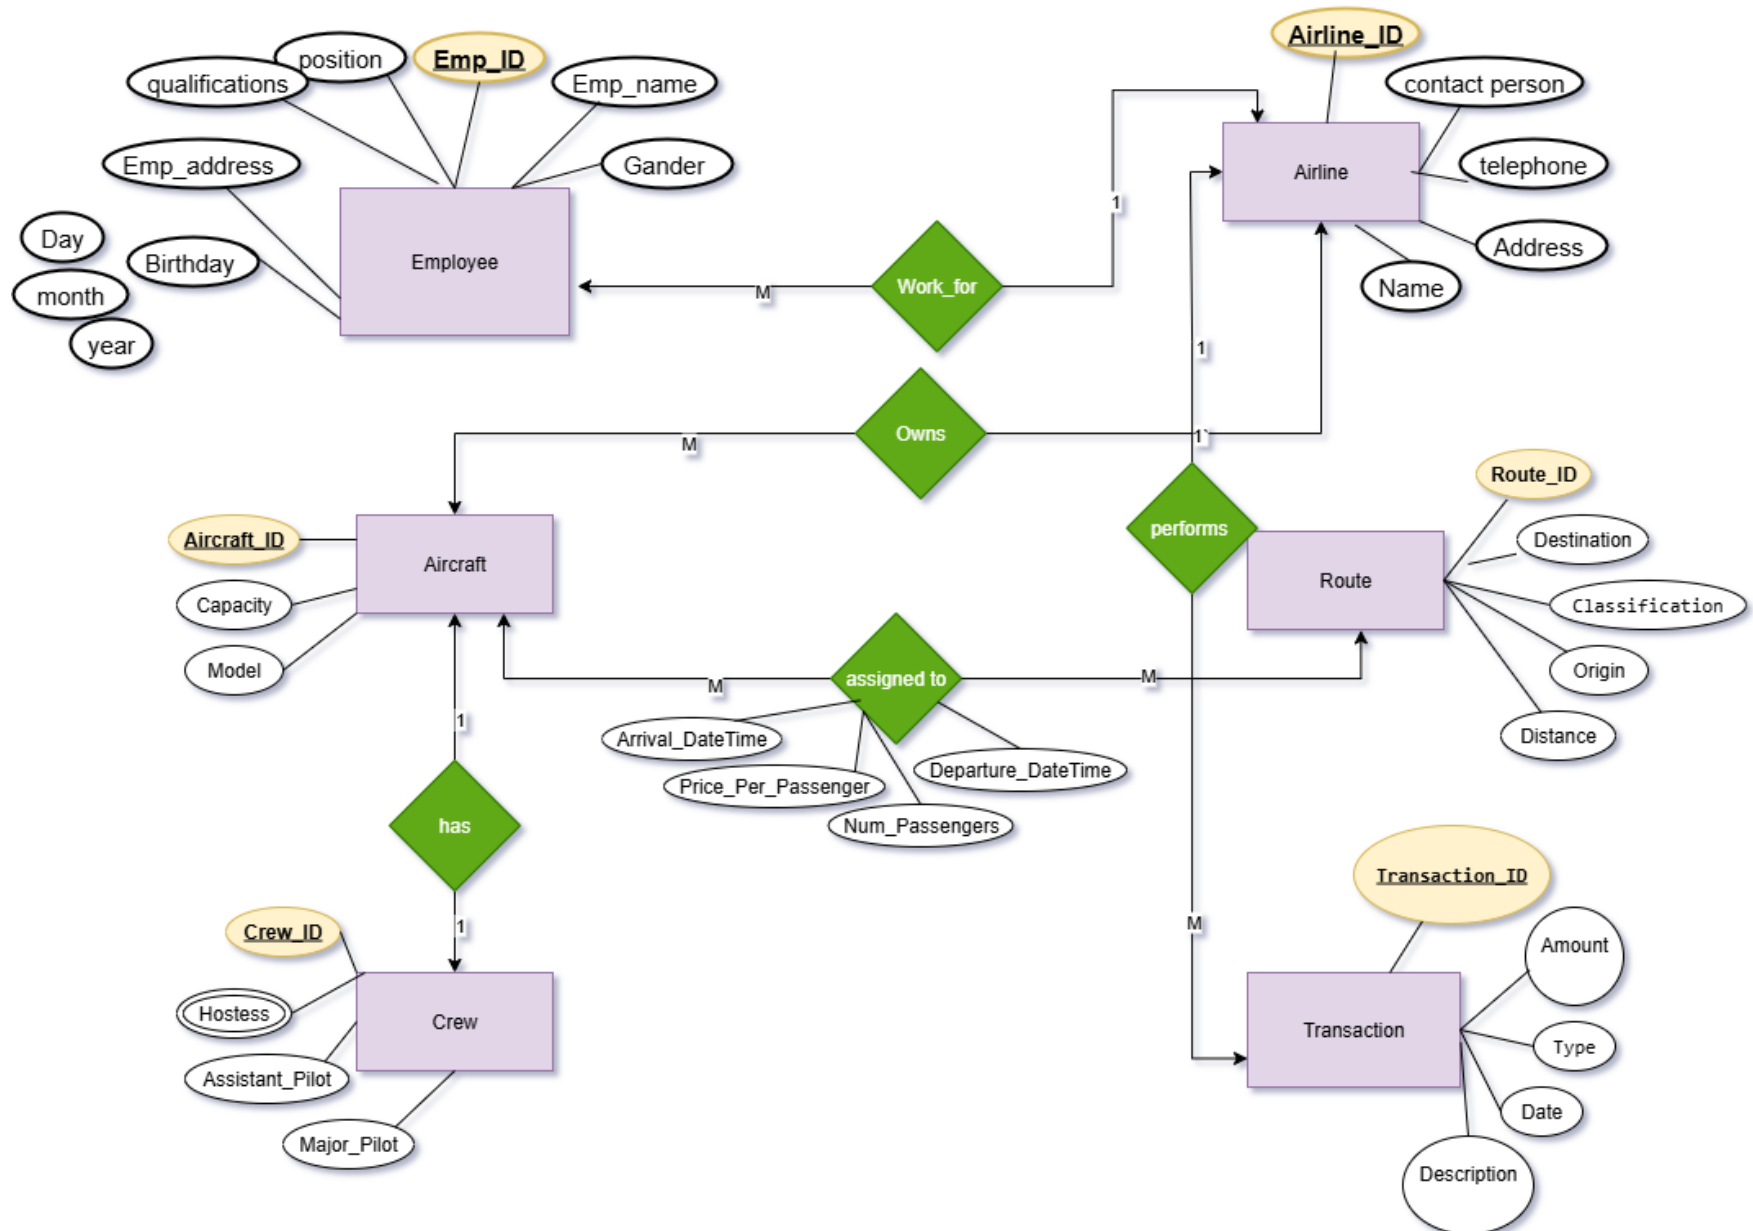 position
Emp_ID
qualifications
Emp_name
Emp_address
Gander
Day
Birthday
month
year
Employee
Airline_ID
contact person
Airline
telephone
Address
Name
1
M
Work_for
1
Owns
M
1`
performs
Route_ID
Destination
Route
Classification
Origin
Distance
Aircraft_ID
Aircraft
Capacity
Model
M
assigned to
M
Arrival_DateTime
Departure_DateTime
Price_Per_Passenger
Num_Passengers
1
has
1
Crew_ID
Hostess
Crew
Assistant_Pilot
Major_Pilot
M
Transaction_ID
Amount
Transaction
Type
Date
Description